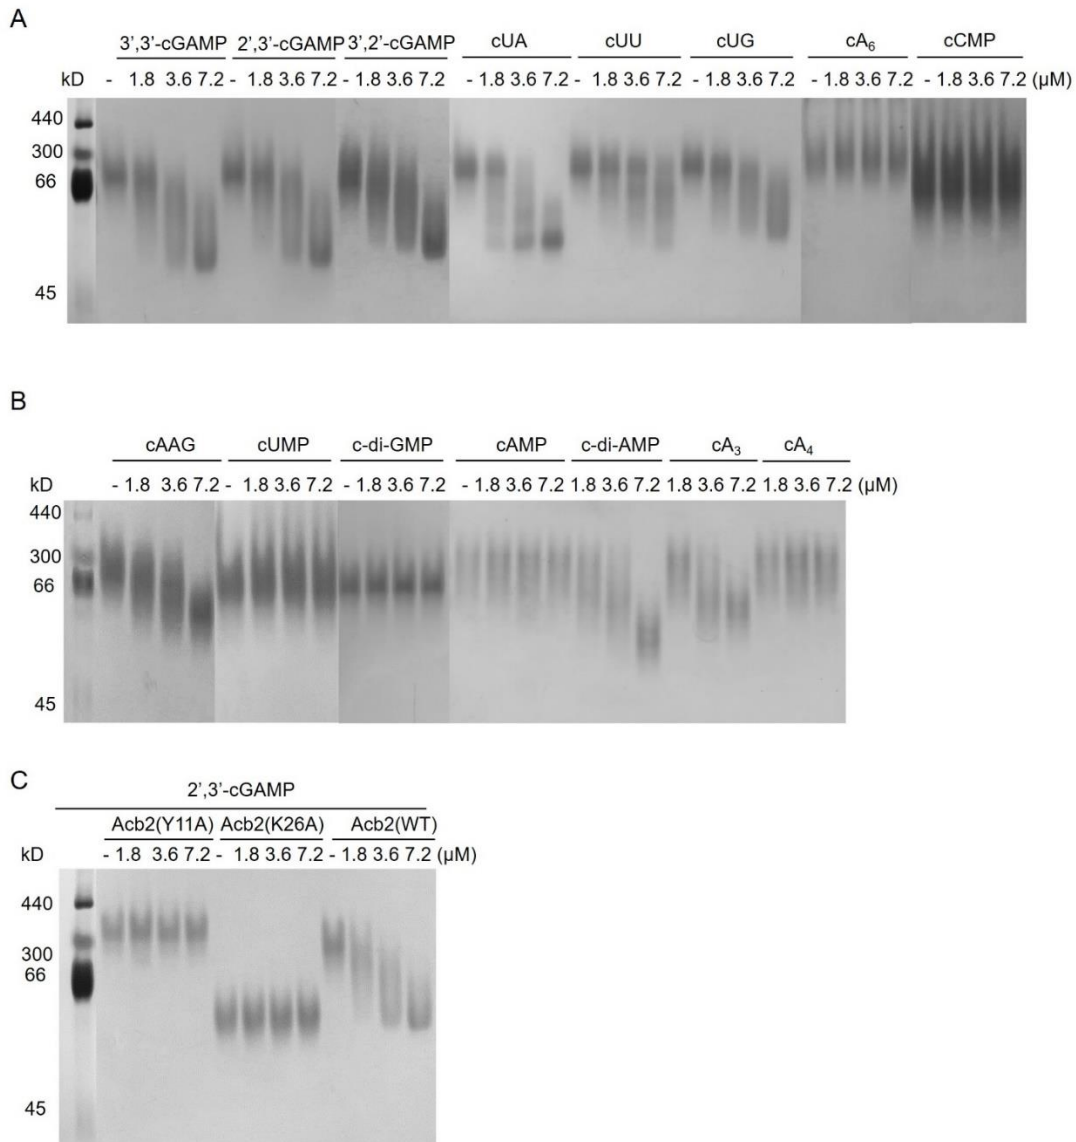 A
3',3'-cGAMP 2',3'-cGAMP 3',2'-cGAMP cUA cUU cUG cA6 cCMP
kD - 1.8 3.6 7.2 - 1.8 3.6 7.2 - 1.8 3.6 7.2 - 1.8 3.6 7.2 - 1.8 3.6 7.2 - 1.8 3.6 7.2 - 1.8 3.6 7.2 - 1.8 3.6 7.2 (μM)
440
300
66
45
B
cAAG cUMP c-di-GMP cAMP c-di-AMP cA3 cA4
kD - 1.8 3.6 7.2 - 1.8 3.6 7.2 - 1.8 3.6 7.2 - 1.8 3.6 7.2 1.8 3.6 7.2 1.8 3.6 7.2 1.8 3.6 7.2 (μM)
440
300
66
45
C
2',3'-cGAMP
Acb2(Y11A) Acb2(K26A) Acb2(WT)
kD - 1.8 3.6 7.2 - 1.8 3.6 7.2 - 1.8 3.6 7.2 (μM)
440
300
66
45